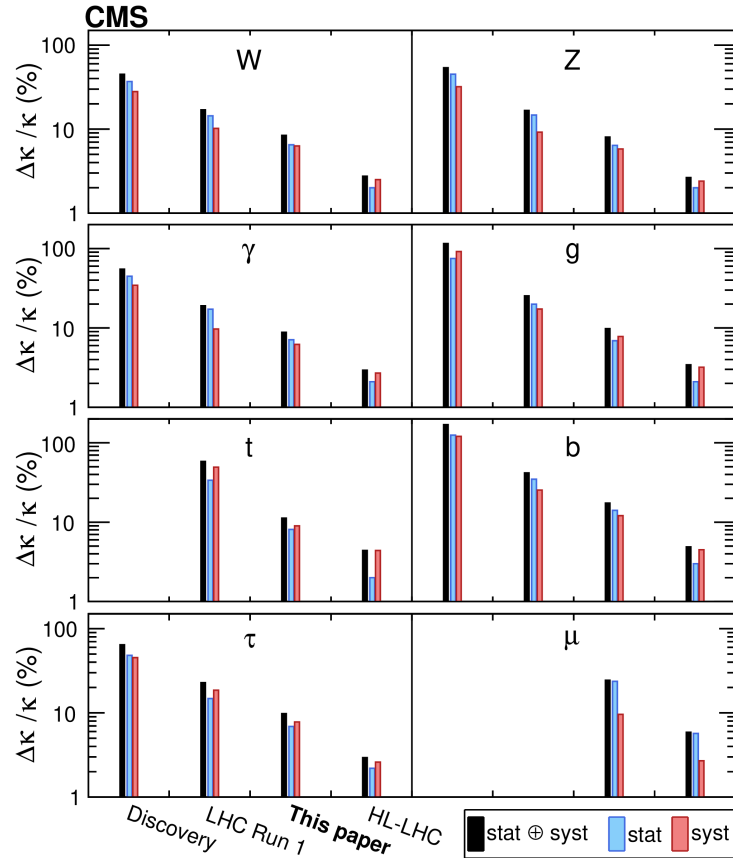 CMS
Δκ /κ (%)
100
10
1
W
Z
Δκ /κ (%)
100
10
1
γ
g
Δκ /κ (%)
100
10
1
t
b
Δκ /κ (%)
100
10
1
τ
μ
Discovery
LHC Run 1
This paper
HL-LHC
stat ⊕ syst
stat
syst